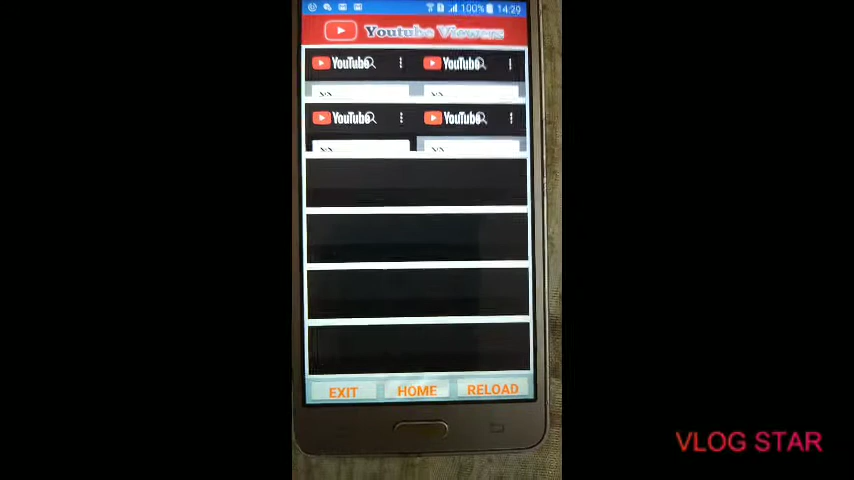 100% 14:29
Youtube Viewers
YouTube YouTube
YouTube YouTube
EXIT HOME RELOAD
VLOG STAR